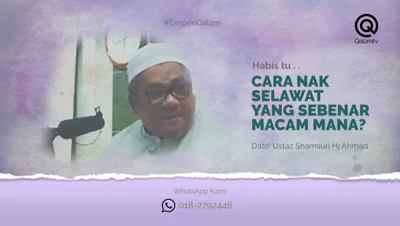 #CerpenQalam
Qalamtv
Habis tu . .
CARA NAK
SELAWAT
YANG SEBENAR
MACAM MANA?
Dato' Ustaz Shamsuri Hj Ahmad
WhatsApp Kami
018-2792448